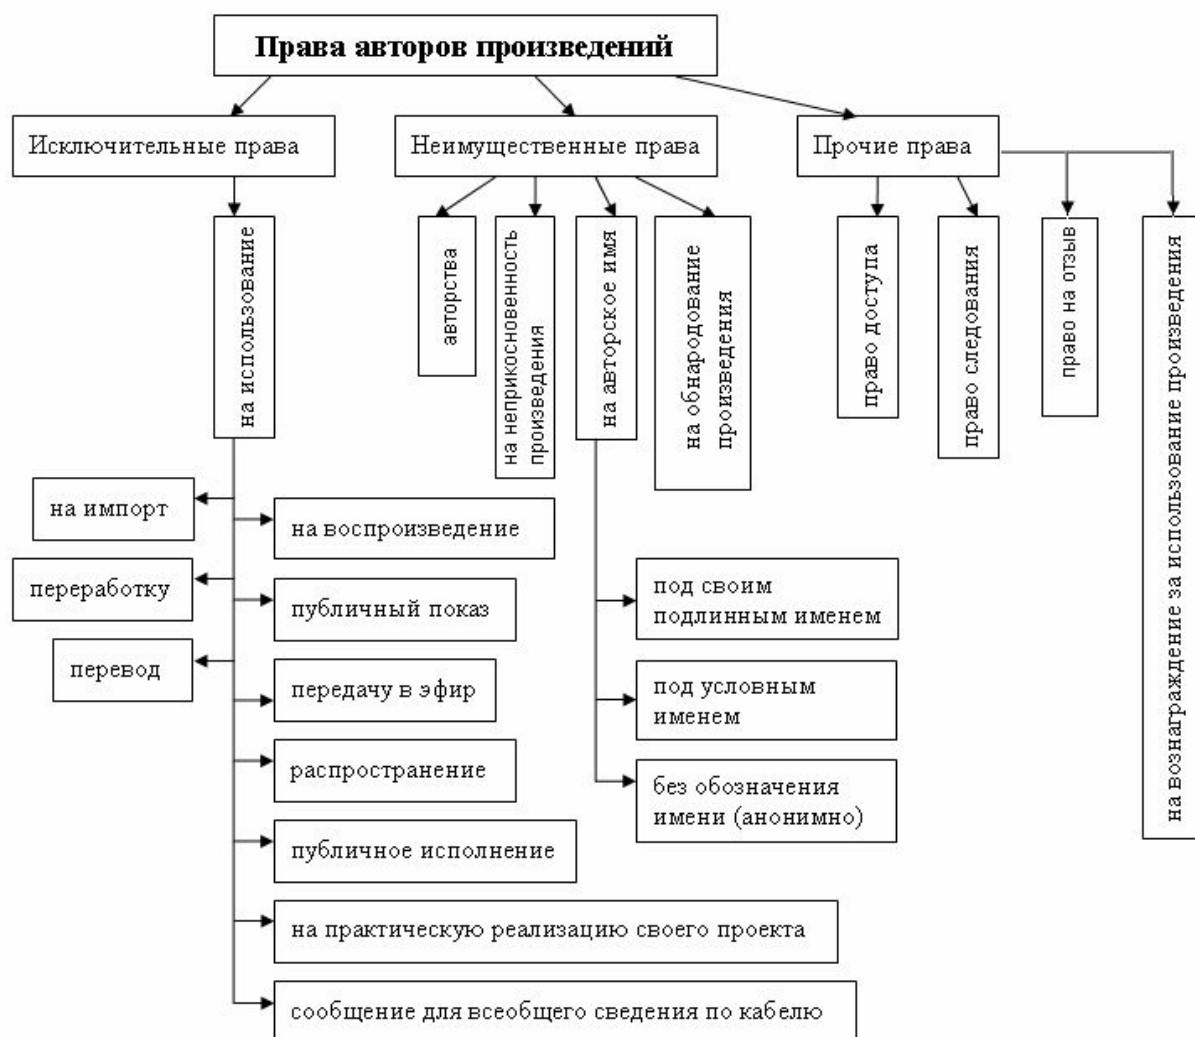 Права авторов произведений
Исключительные права
Неимущественные права
Прочие права
на использование
авторства
на неприкосновенность
произведения
на авторское имя
на обнародование
произведения
право доступа
право следования
право на отзыв
на вознаграждение за использование произведения
на импорт
на воспроизведение
переработку
публичный показ
перевод
передачу в эфир
распространение
публичное исполнение
на практическую реализацию своего проекта
сообщение для всеобщего сведения по кабелю
под своим
подлинным именем
под условным
именем
без обозначения
имени (анонимно)